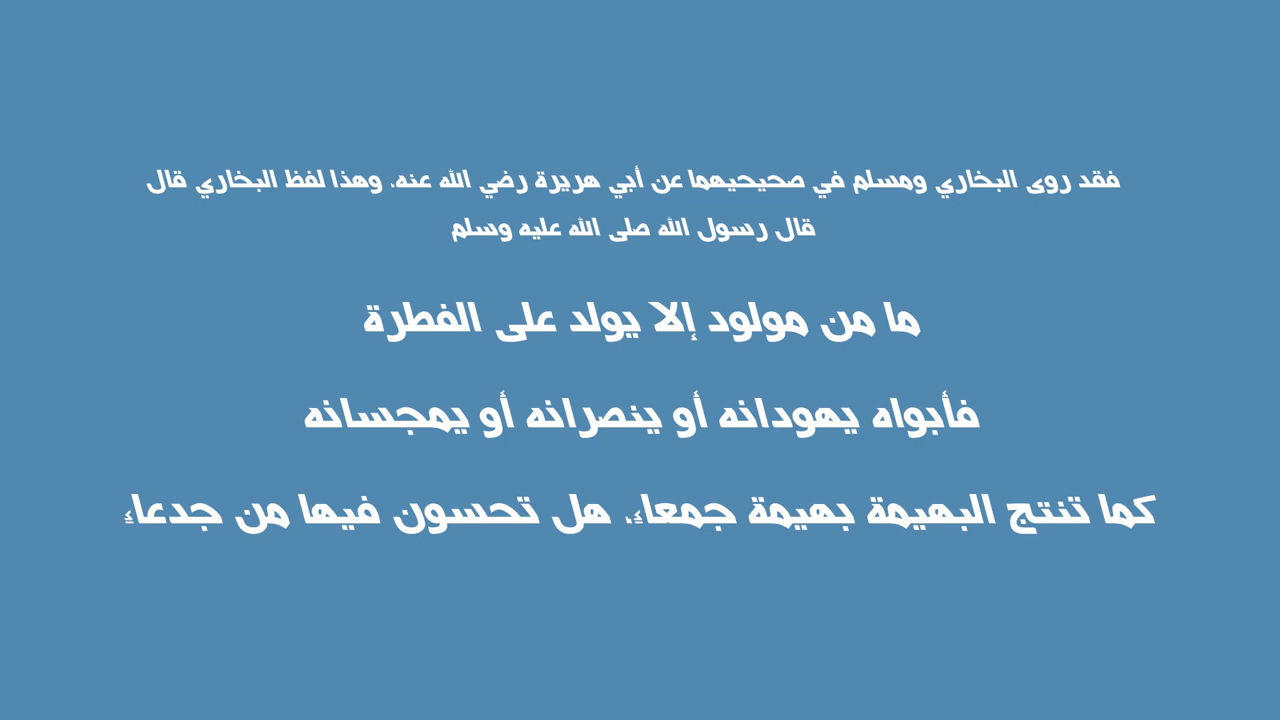 فقد روى البخاري ومسلم في صحيحيهما عن أبي هريرة رضي الله عنه، وهذا لفظ البخاري قال
قال رسول الله صلى الله عليه وسلم
ما من مولود إلا يولد على الفطرة
فأبواه يهودانه أو ينصرانه أو يمجسانه
كما تنتج البهيمة بهيمة جمعاء، هل تحسون فيها من جدعاء